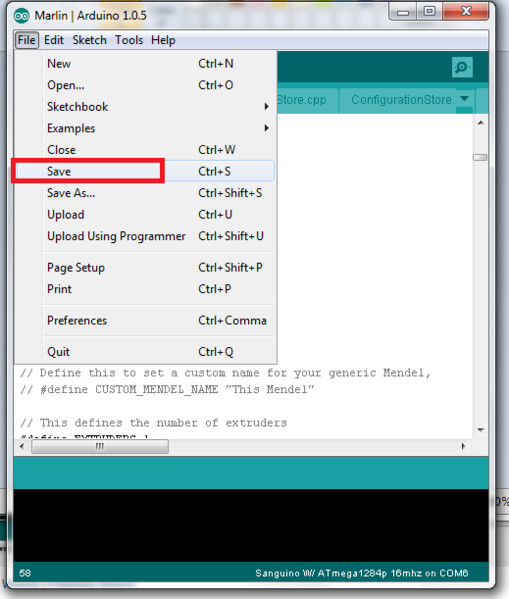 Marlin | Arduino 1.0.5
File Edit Sketch Tools Help
New Ctrl+N
Open... Ctrl+O
Sketchbook
Store.cpp ConfigurationStore.
Examples
Close Ctrl+W
Save Ctrl+S
Save As... Ctrl+Shift+S
Upload Ctrl+U
Upload Using Programmer Ctrl+Shift+U
Page Setup Ctrl+Shift+P
Print Ctrl+P
Preferences Ctrl+Comma
Quit Ctrl+Q
// Define this to set a custom name for your generic Mendel,
// #define CUSTOM_MENDEL_NAME "This Mendel"
// This defines the number of extruders
#define EXTRUDERS 1
58 Sanguino W/ ATmega1284p 16mhz on COM6